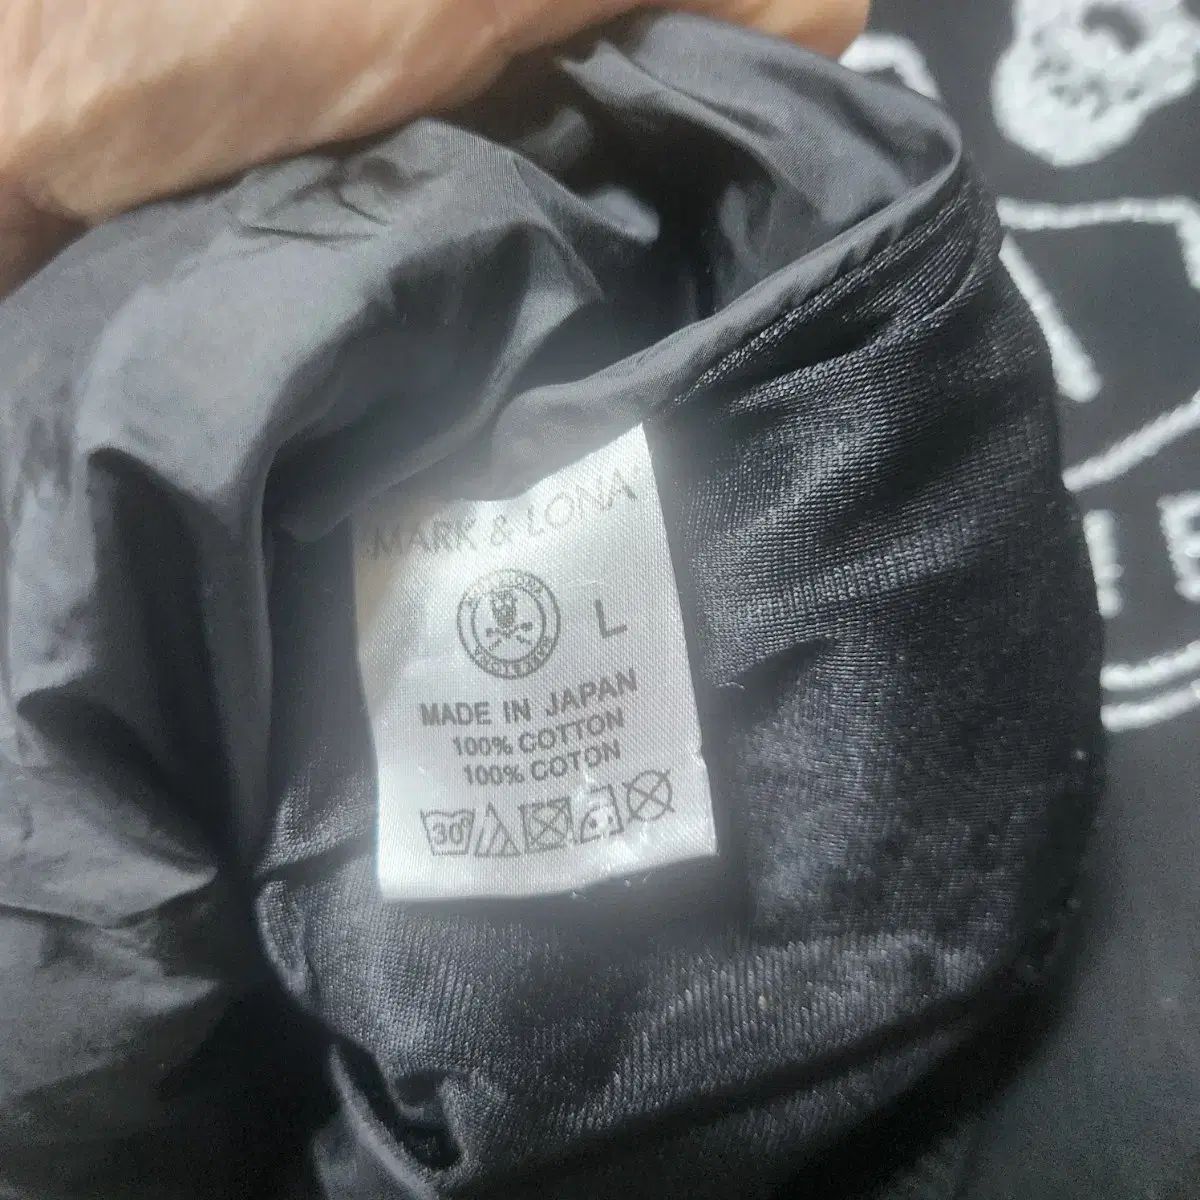 MARK & LONA
L
MADE IN JAPAN
100% COTTON
100% COTON
30